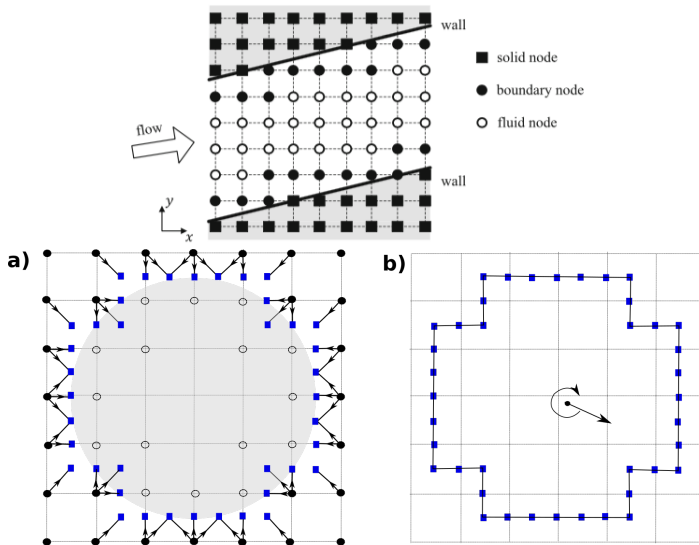 wall
solid node
boundary node
fluid node
flow
wall
y
x
a)
b)